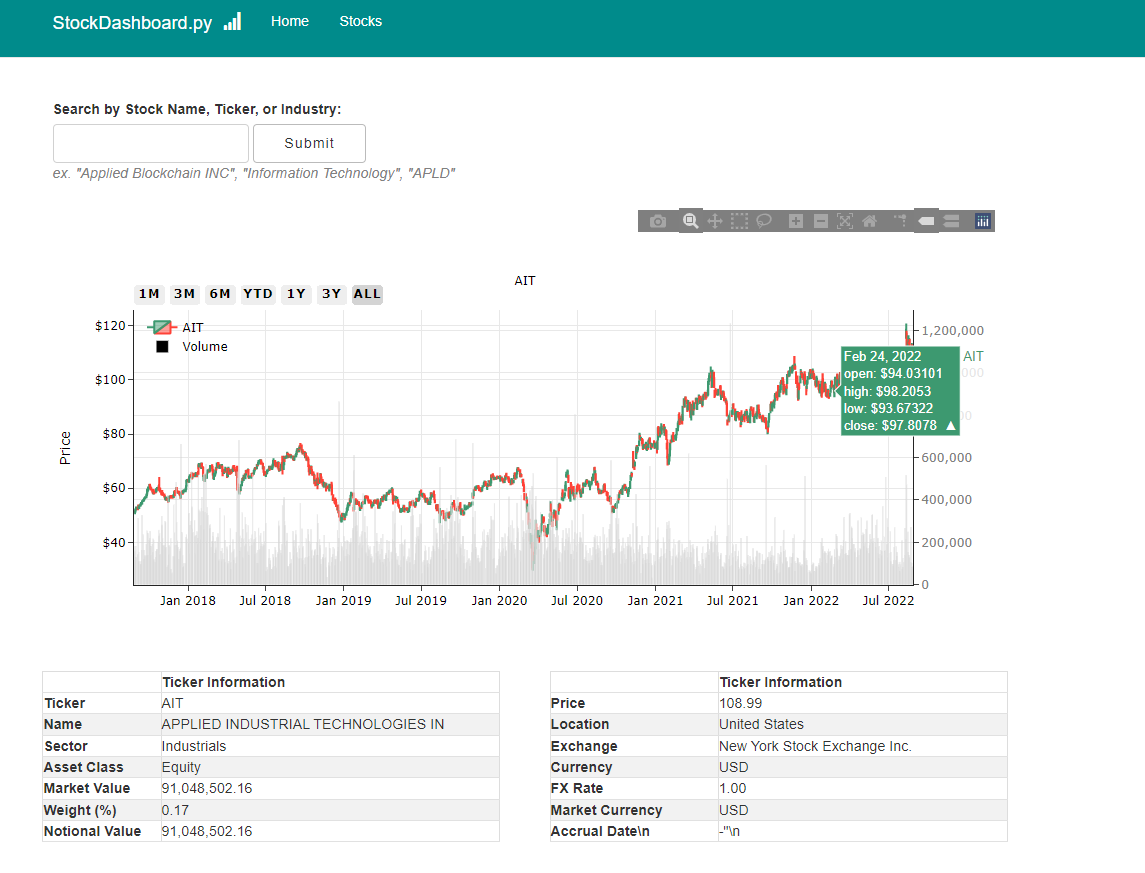 StockDashboard.py Home Stocks
Search by Stock Name, Ticker, or Industry:
Submit
ex. "Applied Blockchain INC", "Information Technology", "APLD"
AIT
1M 3M 6M YTD 1Y 3Y ALL
AIT
Volume
$120
$100
$80
$60
$40
Price
1,200,000
600,000
400,000
200,000
0
Feb 24, 2022
open: $94.03101
high: $98.2053
low: $93.67322
close: $97.8078 ▲
AIT
Jan 2018 Jul 2018 Jan 2019 Jul 2019 Jan 2020 Jul 2020 Jan 2021 Jul 2021 Jan 2022 Jul 2022
Ticker Information
Ticker AIT
Name APPLIED INDUSTRIAL TECHNOLOGIES IN
Sector Industrials
Asset Class Equity
Market Value 91,048,502.16
Weight (%) 0.17
Notional Value 91,048,502.16
Ticker Information
Price 108.99
Location United States
Exchange New York Stock Exchange Inc.
Currency USD
FX Rate 1.00
Market Currency USD
Accrual Date\n -"\n